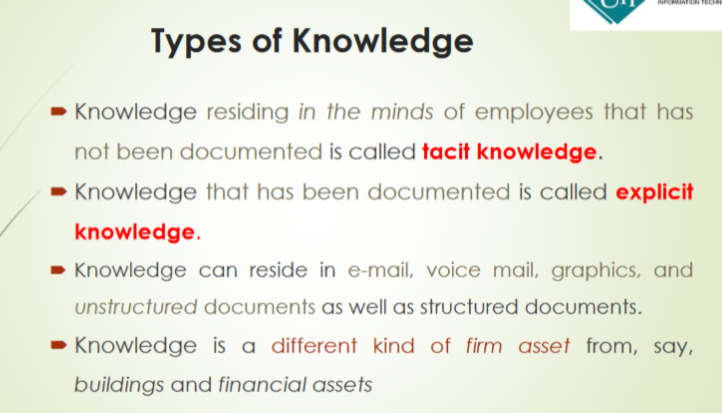 INFORMATION TECHN
Types of Knowledge
Knowledge residing in the minds of employees that has
not been documented is called tacit knowledge.
Knowledge that has been documented is called explicit
knowledge.
Knowledge can reside in e-mail, voice mail, graphics, and
unstructured documents as well as structured documents.
Knowledge is a different kind of firm asset from, say,
buildings and financial assets